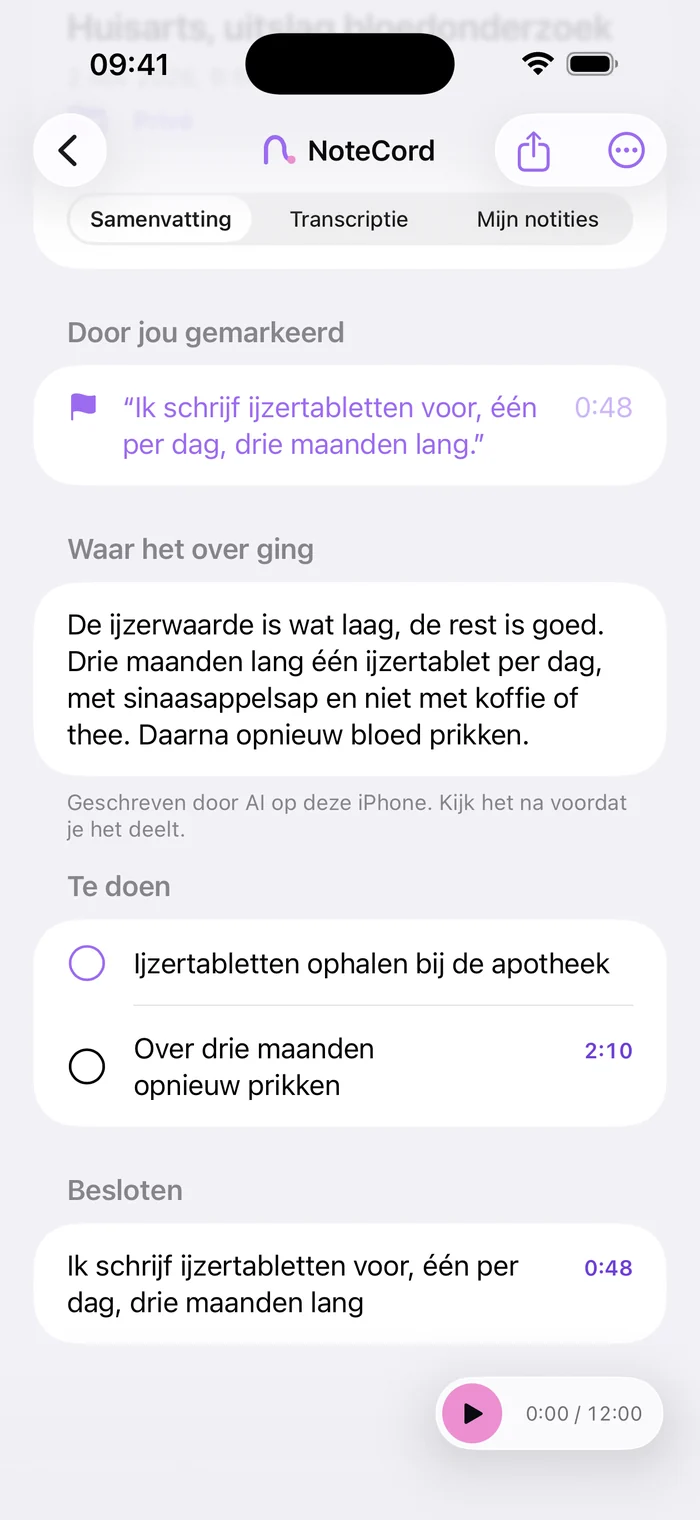 Huisarts, uitslag bloedonderzoek
09:41
NoteCord
Samenvatting
Transcriptie
Mijn notities
Door jou gemarkeerd
“Ik schrijf ijzertabletten voor, één
per dag, drie maanden lang.”
0:48
Waar het over ging
De ijzerwaarde is wat laag, de rest is goed.
Drie maanden lang één ijzertablet per dag,
met sinaasappelsap en niet met koffie of
thee. Daarna opnieuw bloed prikken.
Geschreven door AI op deze iPhone. Kijk het na voordat
je het deelt.
Te doen
Ijzertabletten ophalen bij de apotheek
Over drie maanden
opnieuw prikken
2:10
Besloten
Ik schrijf ijzertabletten voor, één per
dag, drie maanden lang
0:48
0:00 / 12:00